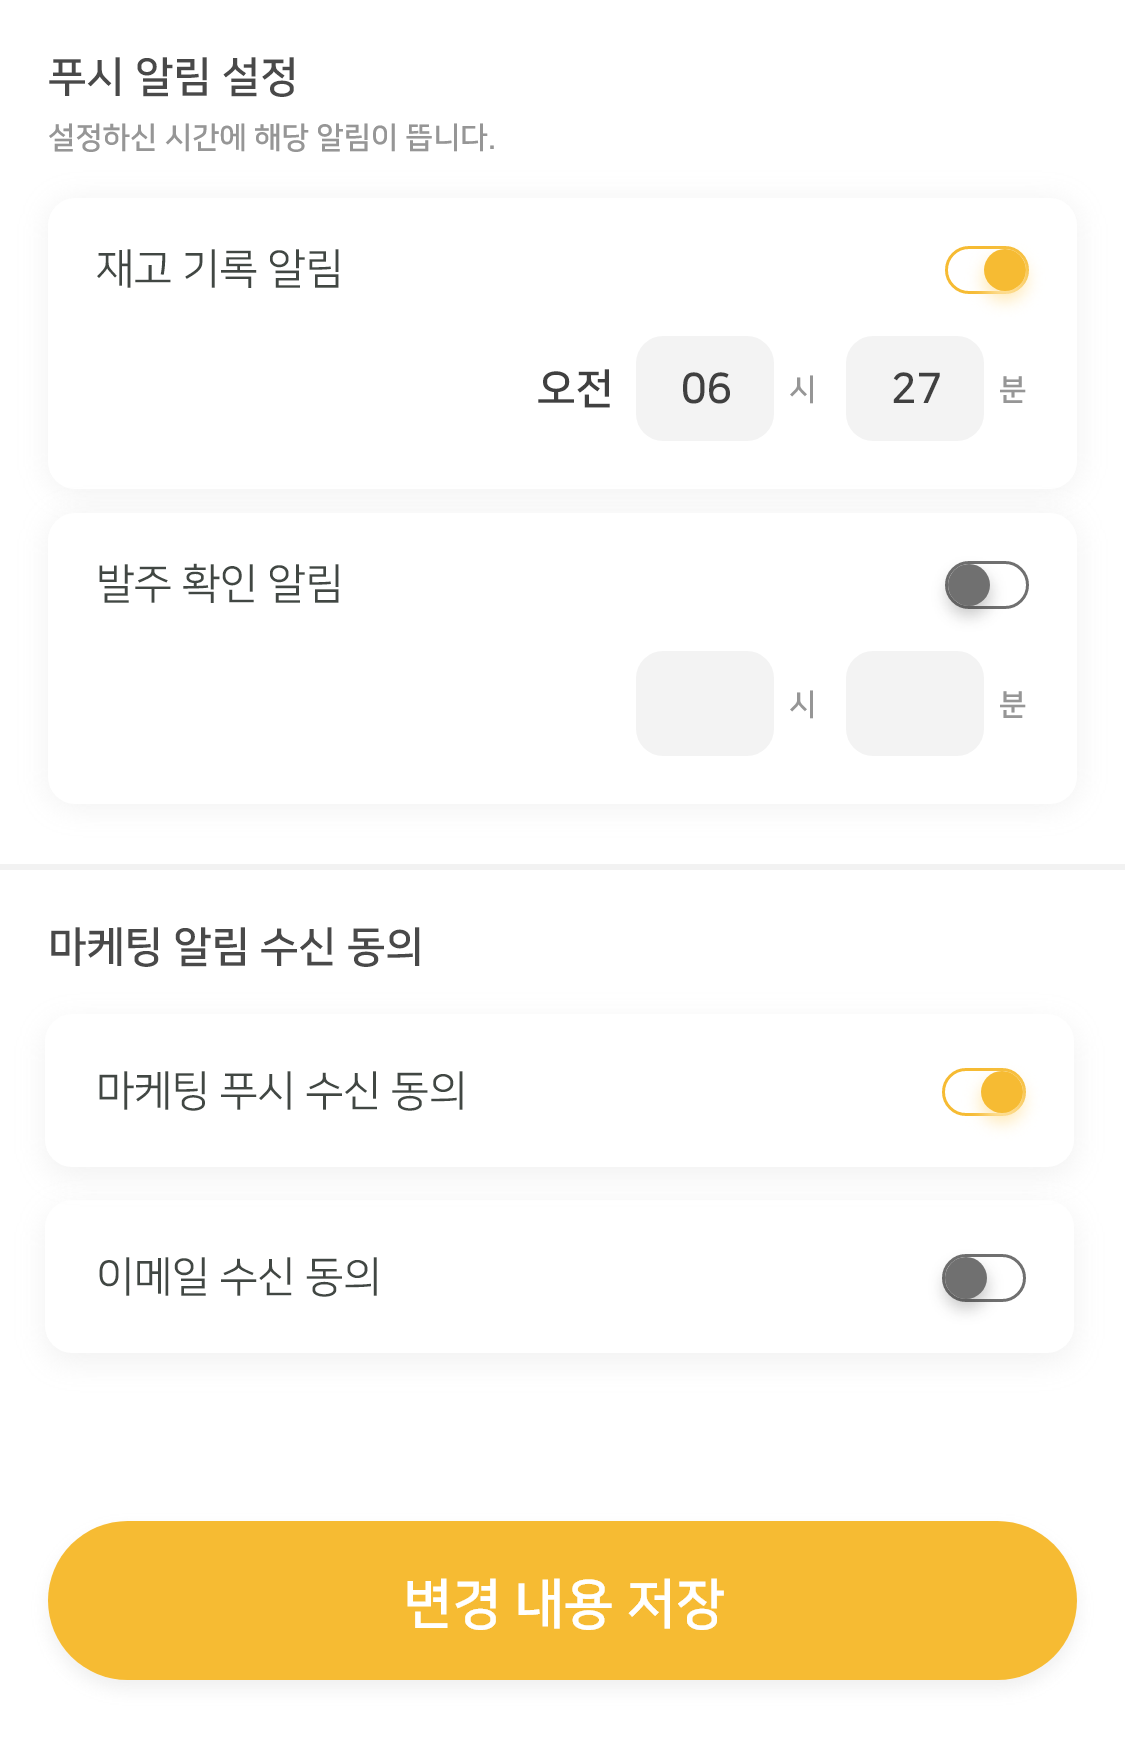 푸시 알림 설정
설정하신 시간에 해당 알림이 뜹니다.
재고 기록 알림
오전 06 시 27 분
발주 확인 알림
시 분
마케팅 알림 수신 동의
마케팅 푸시 수신 동의
이메일 수신 동의
변경 내용 저장